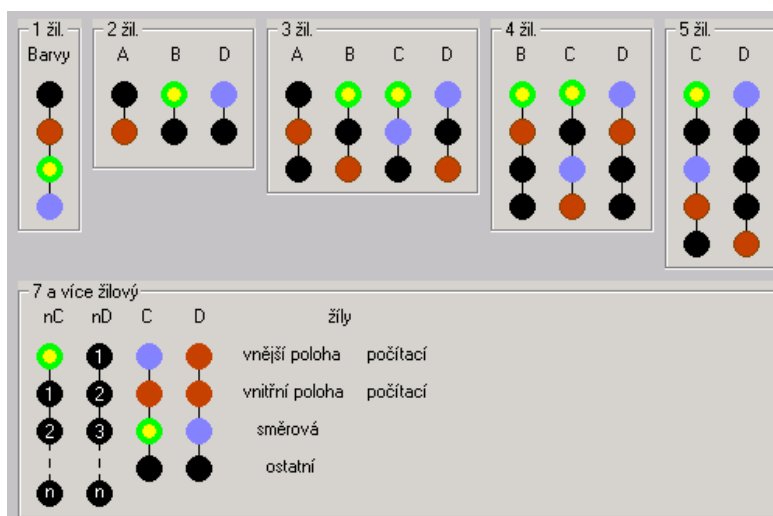 1 žil.
Barvy
2 žil.
A B D
3 žil.
A B C D
4 žil.
B C D
5 žil.
C D
7 a více žilový
nC nD C D žíly
1 vnější poloha počítací
1 2 vnitřní poloha počítací
2 3 směrová
ostatní
n n